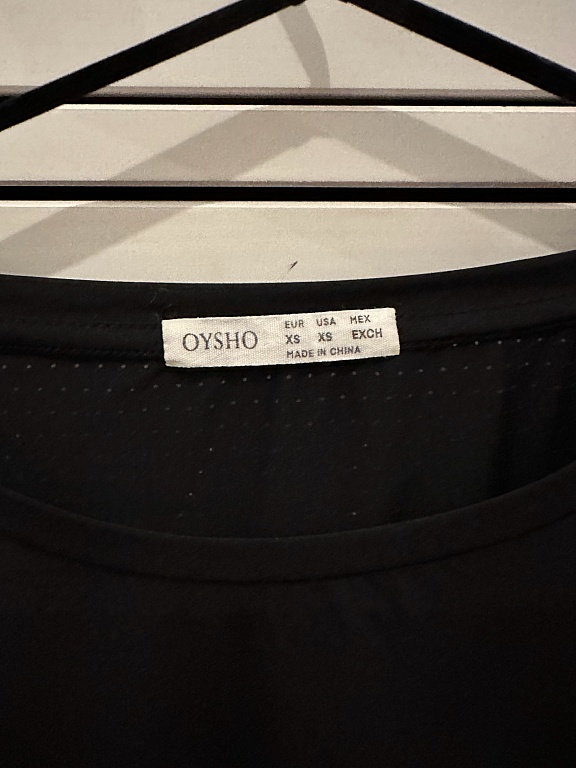 OYSHO
EUR USA MEX
XS XS EXCH
MADE IN CHINA